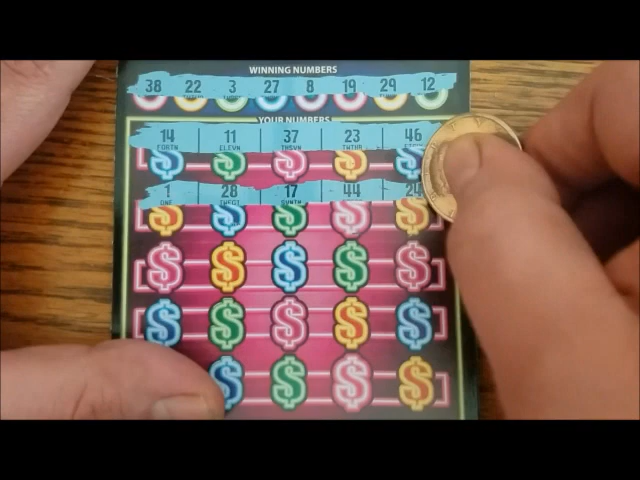 WINNING NUMBERS
38 22 3 27 8 19 29 12
YOUR NUMBERS
14 11 37 23 46
FORTN ELEVN THSVN TWTHR
1 28 17 44 24
ONE TWEGT SVNTN